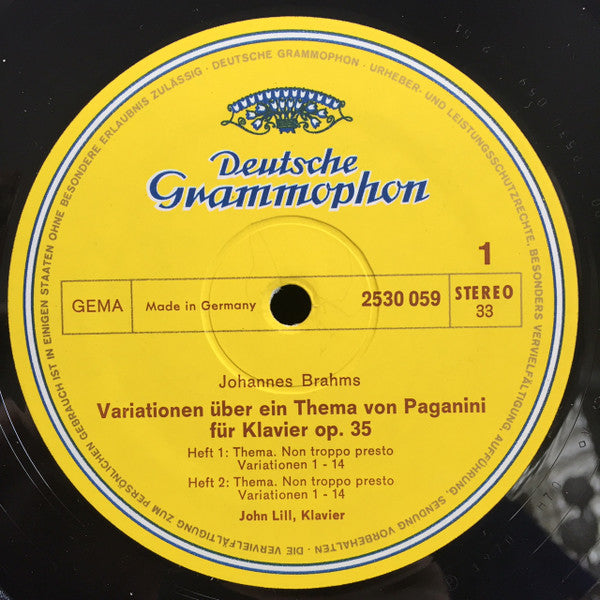 DEUTSCHE GRAMMOPHON · URHEBER- UND LEISTUNGSSCHUTZRECHTE, BESONDERS VERVIELFÄLTIGUNG, AUFFÜHRUNG, SENDUNG VORBEHALTEN · DIE VERVIELFÄLTIGUNG ZUM PERSÖNLICHEN GEBRAUCH IST IN EINIGEN STAATEN OHNE BESONDERE ERLAUBNIS ZULÄSSIG ·
Deutsche
Grammophon
1
GEMA Made in Germany 2530 059 STEREO
33
Johannes Brahms
Variationen über ein Thema von Paganini
für Klavier op. 35
Heft 1: Thema. Non troppo presto
Variationen 1 - 14
Heft 2: Thema. Non troppo presto
Variationen 1 - 14
John Lill, Klavier